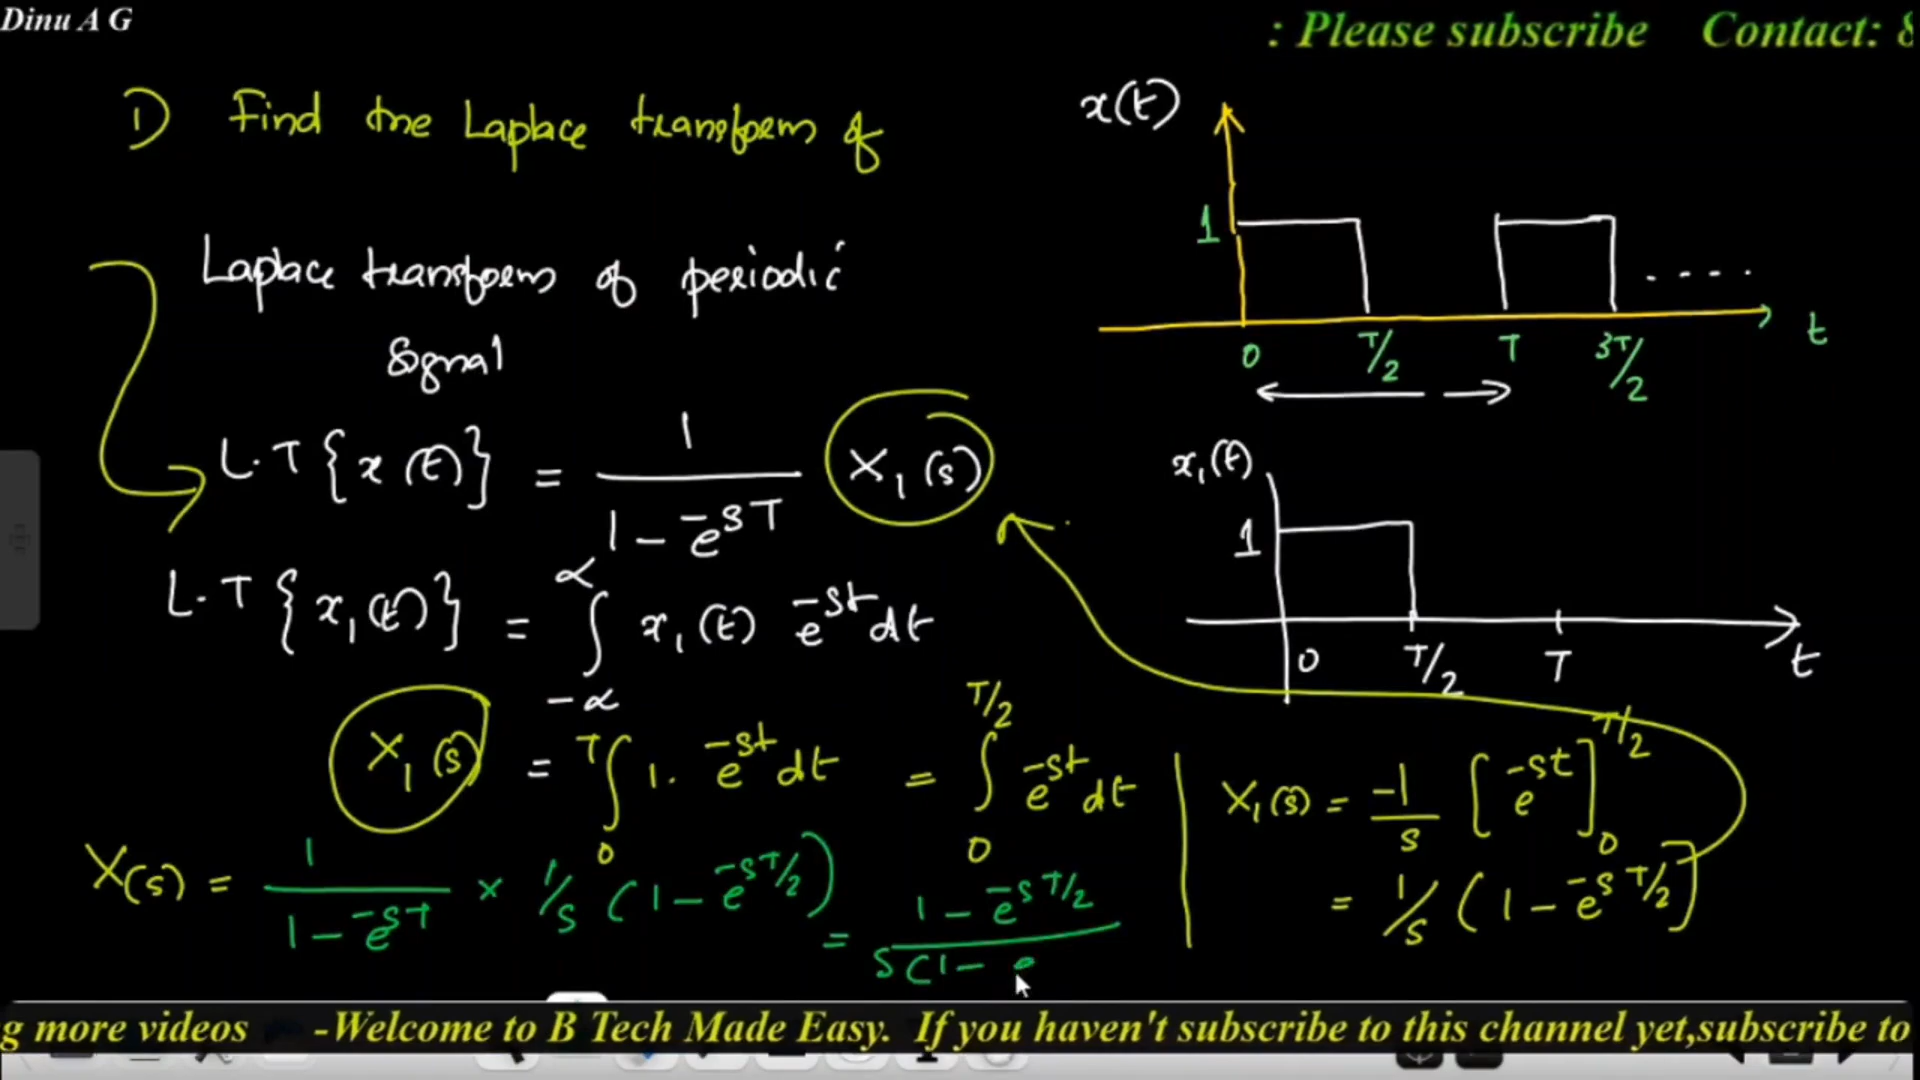 Dinu A G
: Please subscribe Contact: 8
1) Find the Laplace transform of
Laplace transform of periodic
signal
L.T {x(t)} = 1 / (1 - e^-sT) X₁(s)
L.T {x₁(t)} = ∫_-∝^∝ x₁(t) e^-st dt
X₁(s) = ∫_0^T 1. e^-st dt = ∫_0^T/2 e^-st dt
X(s) = 1 / (1 - e^-sT) × 1/s (1 - e^-sT/2) = (1 - e^-sT/2) / s(1 - e
x(t)
1
0 T/2 T 3T/2 t
.....
x₁(t)
1
0 T/2 T t
X₁(s) = -1/s [e^-st]_0^T/2
= 1/s (1 - e^-sT/2]
g more videos -Welcome to B Tech Made Easy. If you haven't subscribe to this channel yet,subscribe to